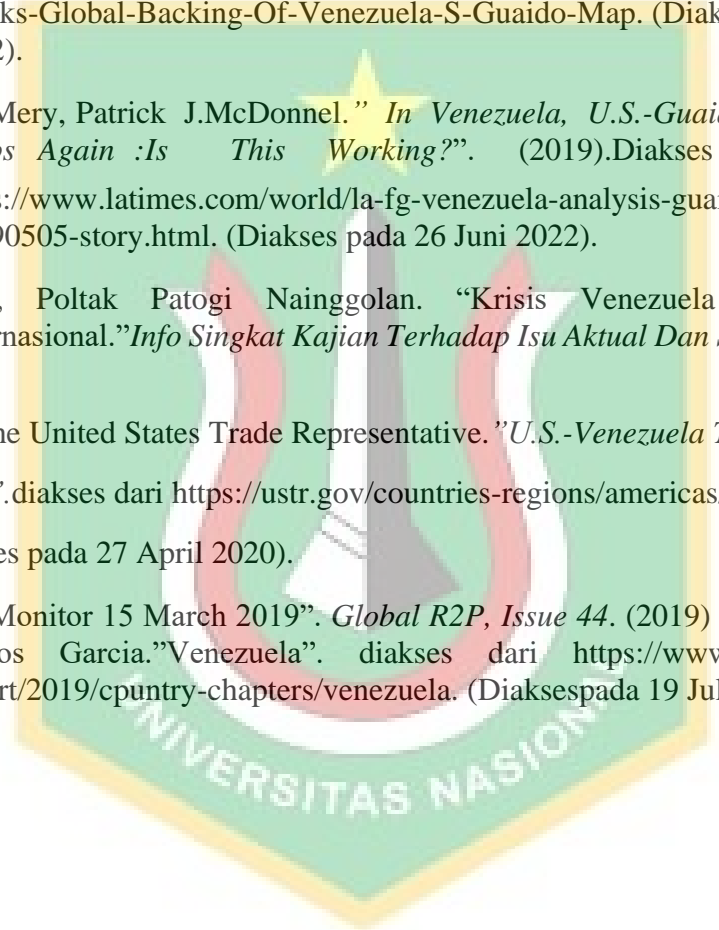 ks-Global-Backing-Of-Venezuela-S-Guaido-Map. (Diak
2).
Mery, Patrick J.McDonnel.” In Venezuela, U.S.-Guaid
s Again :Is This Working?”. (2019).Diakses
s://www.latimes.com/world/la-fg-venezuela-analysis-gua
90505-story.html. (Diakses pada 26 Juni 2022).
, Poltak Patogi Nainggolan. “Krisis Venezuela
rnasional.”Info Singkat Kajian Terhadap Isu Aktual Dan
ne United States Trade Representative.”U.S.-Venezuela T
”.diakses dari https://ustr.gov/countries-regions/americas/
es pada 27 April 2020).
Monitor 15 March 2019”. Global R2P, Issue 44. (2019)
os Garcia.”Venezuela”. diakses dari https://www
rt/2019/cpuntry-chapters/venezuela. (Diaksespada 19 Jul
UNIVERSITAS NASIONAL